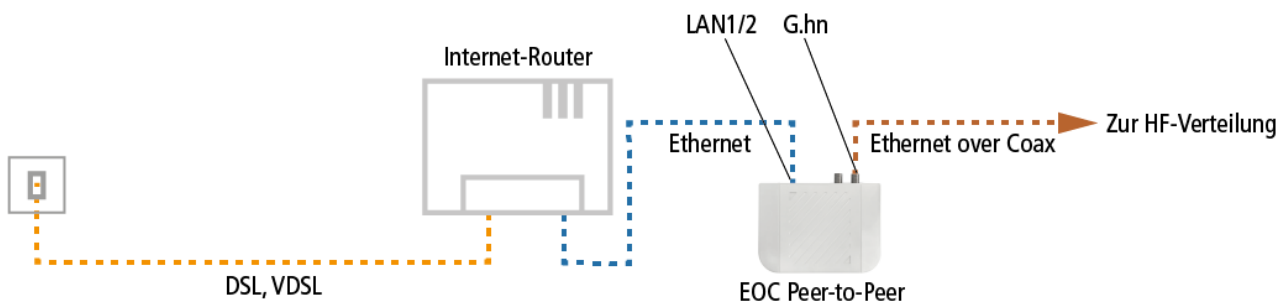 LAN1/2
G.hn
Internet-Router
Ethernet
Ethernet over Coax
Zur HF-Verteilung
DSL, VDSL
EOC Peer-to-Peer